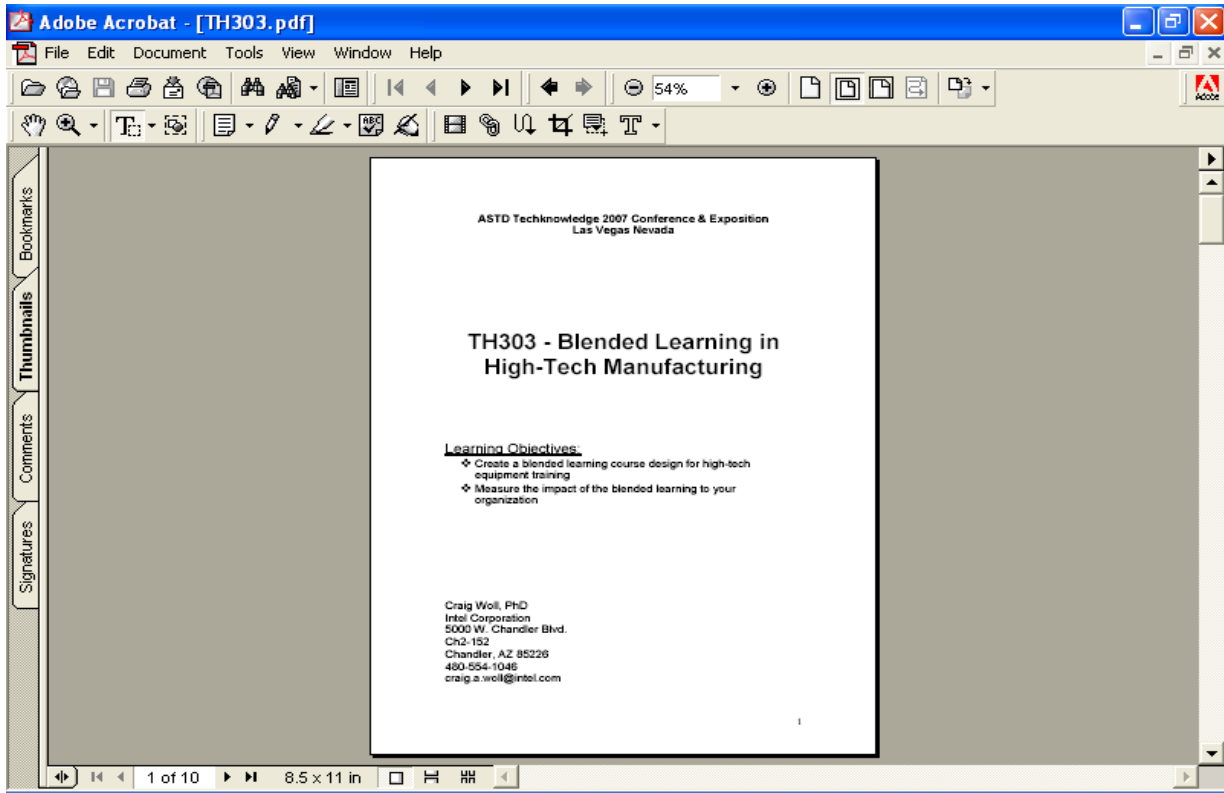 Adobe Acrobat - [TH303.pdf]
File Edit Document Tools View Window Help
54%
Adobe
Bookmarks
Thumbnails
Comments
Signatures
ASTD Techknowledge 2007 Conference & Exposition
Las Vegas Nevada
TH303 - Blended Learning in
High-Tech Manufacturing
Learning Objectives:
❖ Create a blended learning course design for high-tech
equipment training
❖ Measure the impact of the blended learning to your
organization
Craig Woll, PhD
Intel Corporation
5000 W. Chandler Blvd.
Ch2-152
Chandler, AZ 85226
480-554-1046
craig.a.woll@intel.com
1
1 of 10 8.5 x 11 in